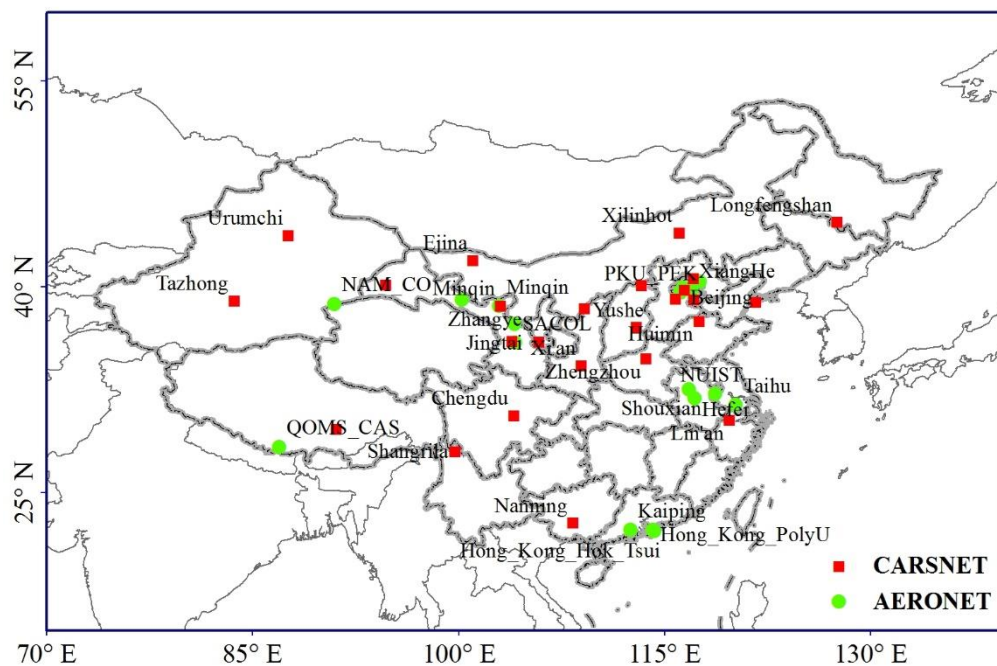 55° N
Longfengshan
Urumchi
Xilinhot
Ejina
PKU_PEK
XiangHe
Tazhong
NAM_CO
Minqin
Minqin
40° N
Beijing
Yushe
Zhangye
SACOL
Huimin
Jingtai
Xi'an
Zhengzhou
NUIST
Taihu
Chengdu
Shouxian
Hefei
Lin'an
QOMS_CAS
Shangrila
25° N
Nanning
Kaiping
Hong_Kong_PolyU
Hong_Kong_Hok_Tsui
CARSNET
AERONET
70° E
85° E
100° E
115° E
130° E